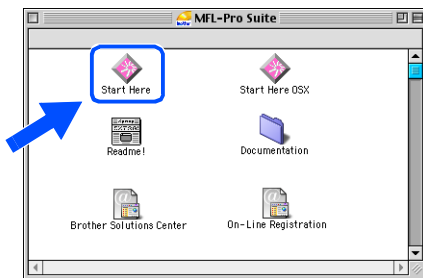 MFL-Pro Suite
Start Here
Start Here OSX
Readme!
Documentation
Brother Solutions Center
On-Line Registration